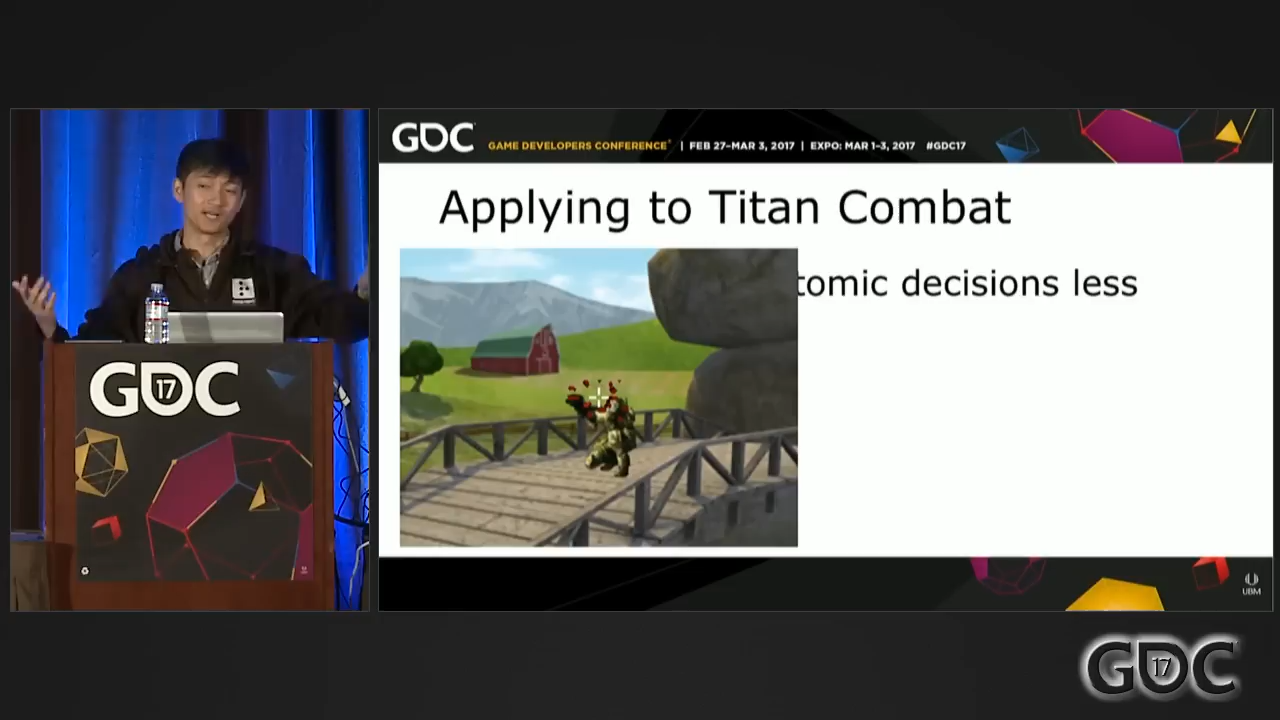 GDC
GAME DEVELOPERS CONFERENCE® | FEB 27–MAR 3, 2017 | EXPO: MAR 1–3, 2017 #GDC17
Applying to Titan Combat
tomic decisions less
GDC
17
UBM
GDC
17